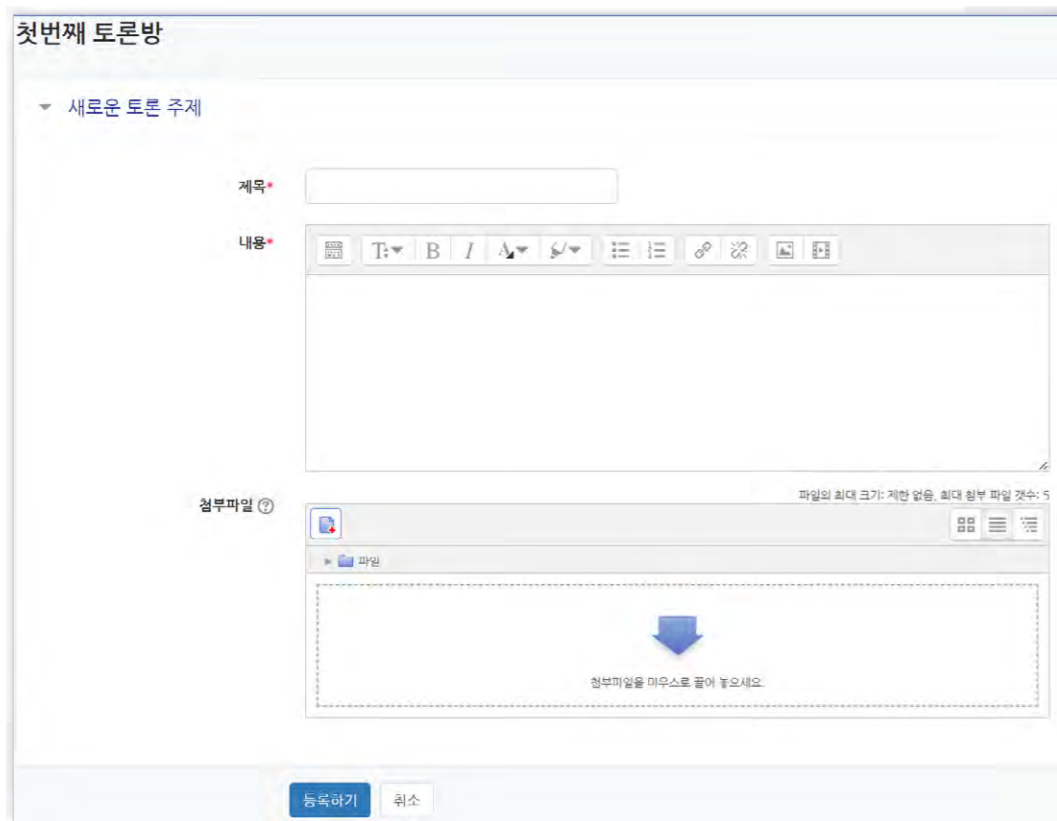 첫번째 토론방
새로운 토론 주제
제목*
내용*
첨부파일
파일의 최대 크기: 제한 없음, 최대 첨부 파일 갯수: 5
파일
첨부파일을 마우스로 끌어 놓으세요.
등록하기 취소